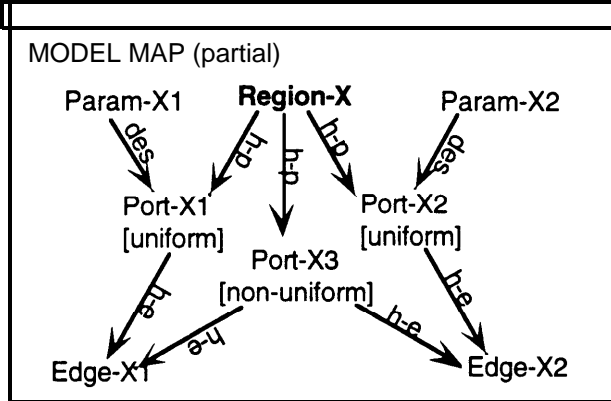 MODEL MAP (partial)
Param-X1 Region-X Param-X2
des h-p h-p h-p des
Port-X1 Port-X2
[uniform] [uniform]
Port-X3
[non-uniform]
h-e h-e h-e h-e
Edge-X1 Edge-X2